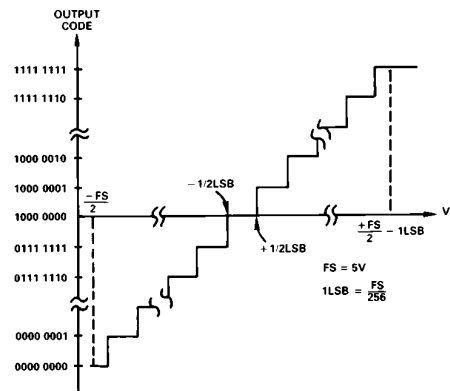 OUTPUT
CODE
1111 1111
1111 1110
1000 0010
1000 0001
1000 0000
0111 1111
0111 1110
0000 0001
0000 0000
-FS
2
-1/2LSB
+1/2LSB
V
+FS
2
- 1LSB
FS = 5V
1LSB = FS
256